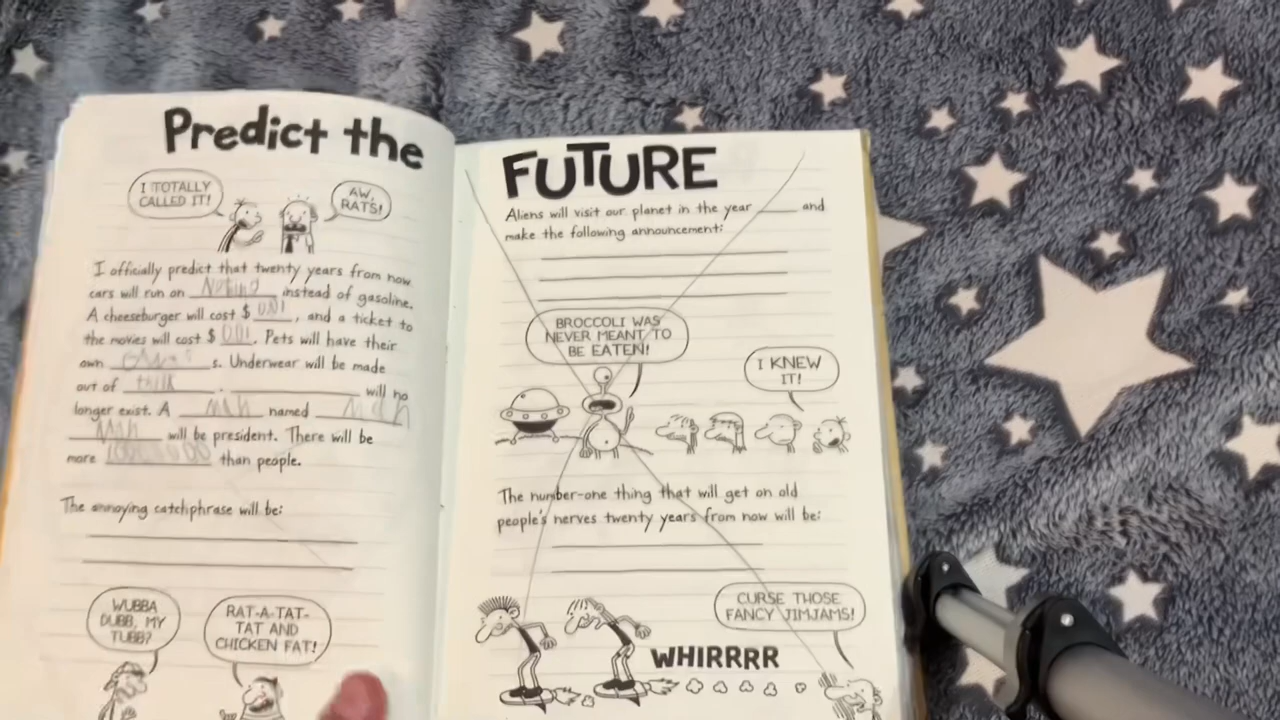 Predict the
I TOTALLY
CALLED IT!
AW,
RATS!
I officially predict that twenty years from now
cars will run on Nothing instead of gasoline.
A cheeseburger will cost $ 0.01, and a ticket to
the movies will cost $ 0.01. Pets will have their
own s. Underwear will be made
out of . will no
longer exist. A named
will be president. There will be
more than people.
The annoying catchphrase will be:
WUBBA
DUBB, MY
TUBB?
RAT-A-TAT-
TAT AND
CHICKEN FAT!
FUTURE
Aliens will visit our planet in the year and
make the following announcement:
BROCCOLI WAS
NEVER MEANT TO
BE EATEN!
I KNEW
IT!
The number-one thing that will get on old
people's nerves twenty years from now will be:
CURSE THOSE
FANCY JIMJAMS!
WHIRRRR